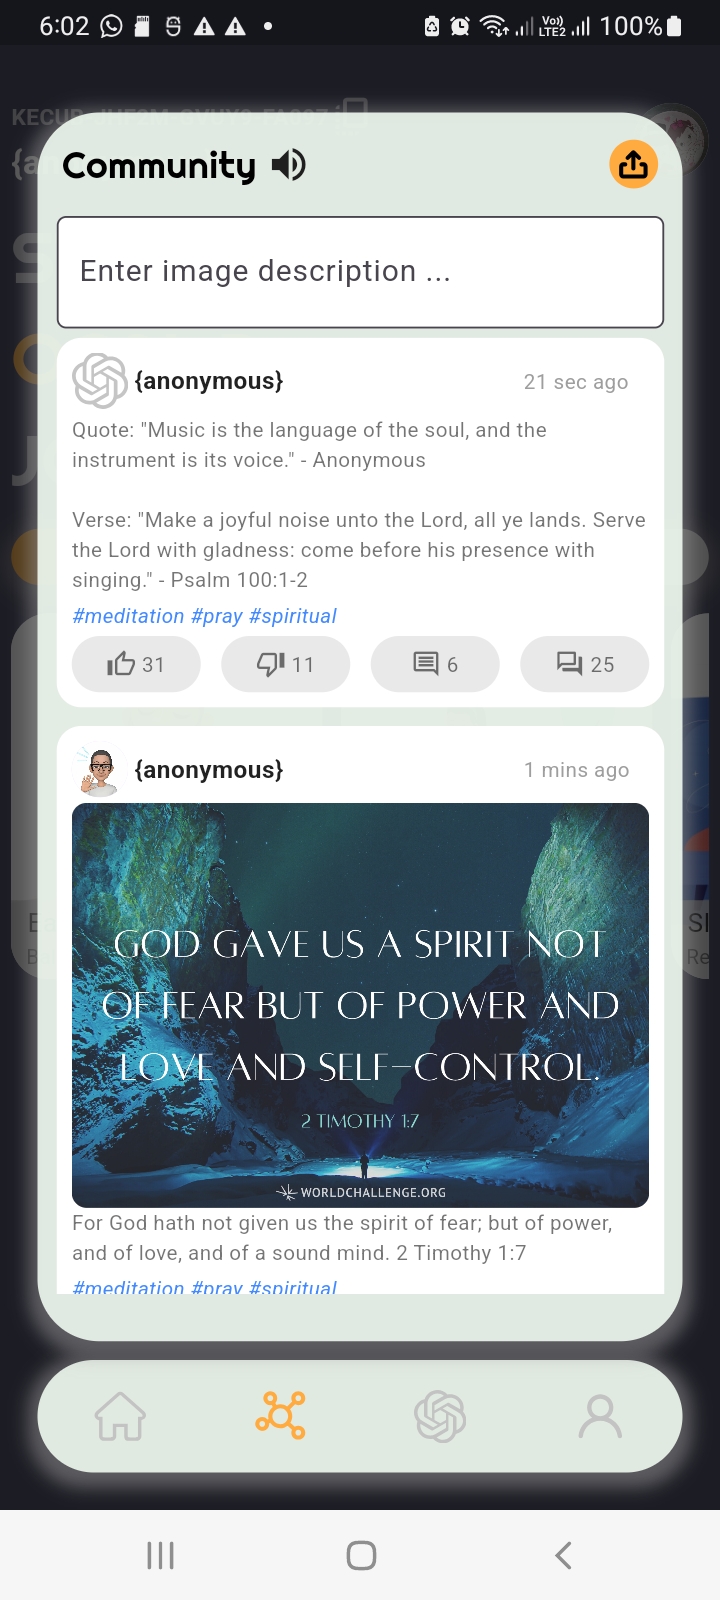 6:02
Vo))
LTE2
100%
Community
Enter image description ...
{anonymous}
21 sec ago
Quote: "Music is the language of the soul, and the
instrument is its voice." - Anonymous
Verse: "Make a joyful noise unto the Lord, all ye lands. Serve
the Lord with gladness: come before his presence with
singing." - Psalm 100:1-2
#meditation #pray #spiritual
31
11
6
25
{anonymous}
1 mins ago
GOD GAVE US A SPIRIT NOT
OF FEAR BUT OF POWER AND
LOVE AND SELF-CONTROL.
2 TIMOTHY 1:7
WORLDCHALLENGE.ORG
For God hath not given us the spirit of fear; but of power,
and of love, and of a sound mind. 2 Timothy 1:7
#meditation #pray #spiritual